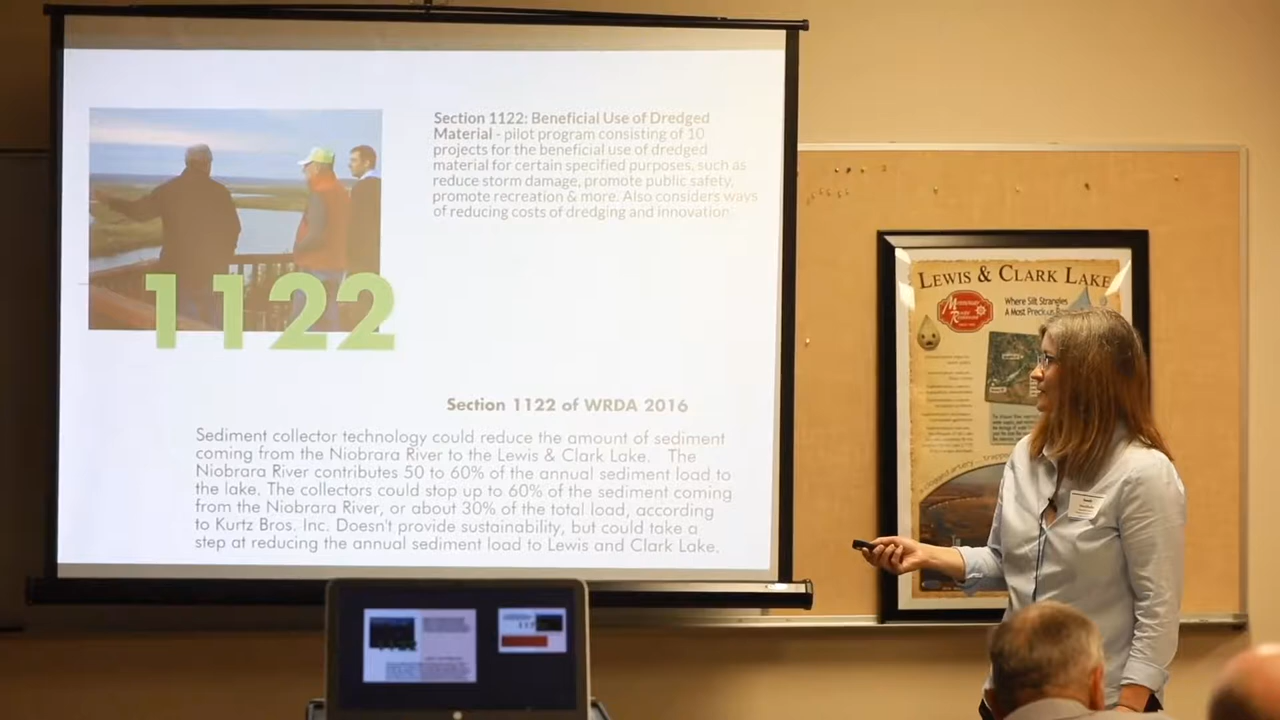 Section 1122: Beneficial Use of Dredged
Material - pilot program consisting of 10
projects for the beneficial use of dredged
material for certain specified purposes, such as
reduce storm damage, promote public safety,
promote recreation & more. Also considers ways
of reducing costs of dredging and innovation
1122
Section 1122 of WRDA 2016
Sediment collector technology could reduce the amount of sediment
coming from the Niobrara River to the Lewis & Clark Lake. The
Niobrara River contributes 50 to 60% of the annual sediment load to
the lake. The collectors could stop up to 60% of the sediment coming
from the Niobrara River, or about 30% of the total load, according
to Kurtz Bros. Inc. Doesn't provide sustainability, but could take a
step at reducing the annual sediment load to Lewis and Clark Lake.
LEWIS & CLARK LAKE
Where Silt Strangles
A Most Precious